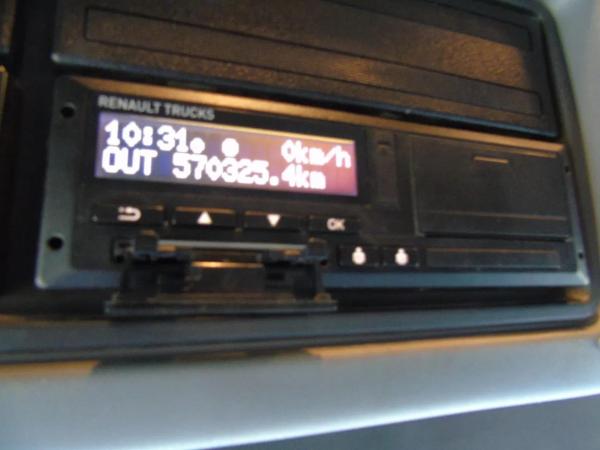 RENAULT TRUCKS
10:31 0km/h
OUT 570325.4km
OK